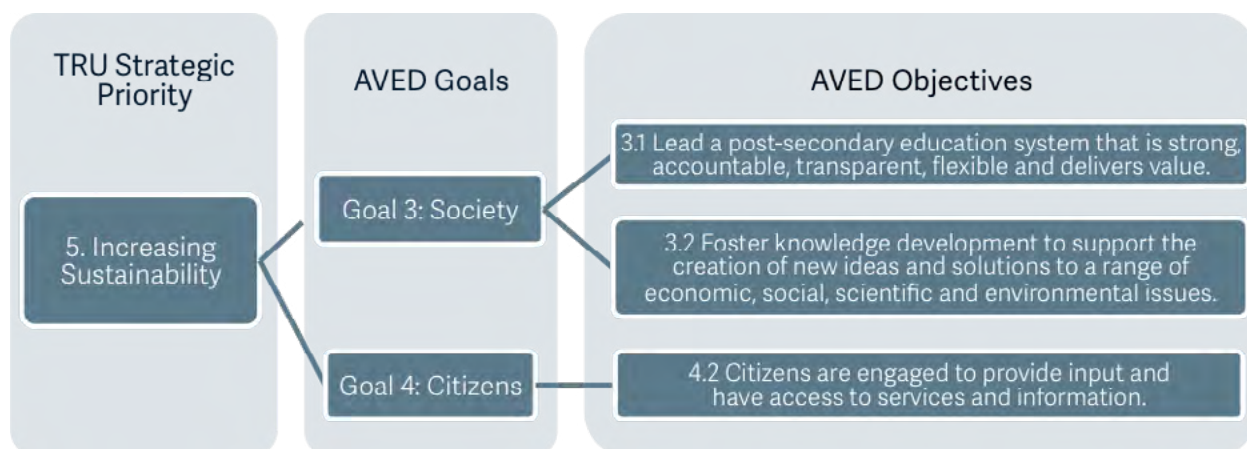 TRU Strategic
Priority
AVED Goals
AVED Objectives
5. Increasing
Sustainability
Goal 3: Society
3.1 Lead a post-secondary education system that is strong,
accountable, transparent, flexible and delivers value.
3.2 Foster knowledge development to support the
creation of new ideas and solutions to a range of
economic, social, scientific and environmental issues.
Goal 4: Citizens
4.2 Citizens are engaged to provide input and
have access to services and information.